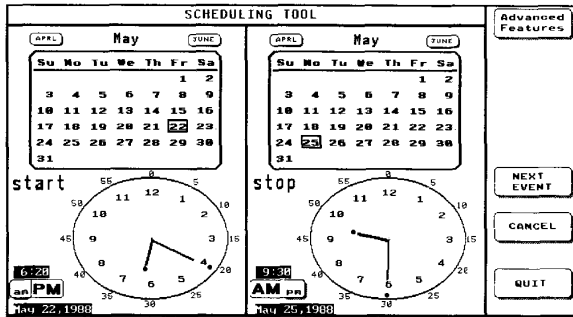 SCHEDULING TOOL
APRL May JUNE
Su Mo Tu We Th Fr Sa
1 2
3 4 5 6 7 8 9
10 11 12 13 14 15 16
17 18 19 20 21 22 23
24 25 26 27 28 29 30
31
start
0
55 5
11 12 1
50 10
10 2
45 9 3 15
8 4
40 20
7 6 5
35 25
30
6:20
am PM
May 22,1988
APRL May JUNE
Su Mo Tu We Th Fr Sa
1 2
3 4 5 6 7 8 9
10 11 12 13 14 15 16
17 18 19 20 21 22 23
24 25 26 27 28 29 30
31
stop
0
55 5
11 12 1
50 10
10 2
45 9 3 15
8 4
40 20
7 6 5
35 25
30
9:30
AM pm
May 25,1988
Advanced
Features
NEXT
EVENT
CANCEL
QUIT